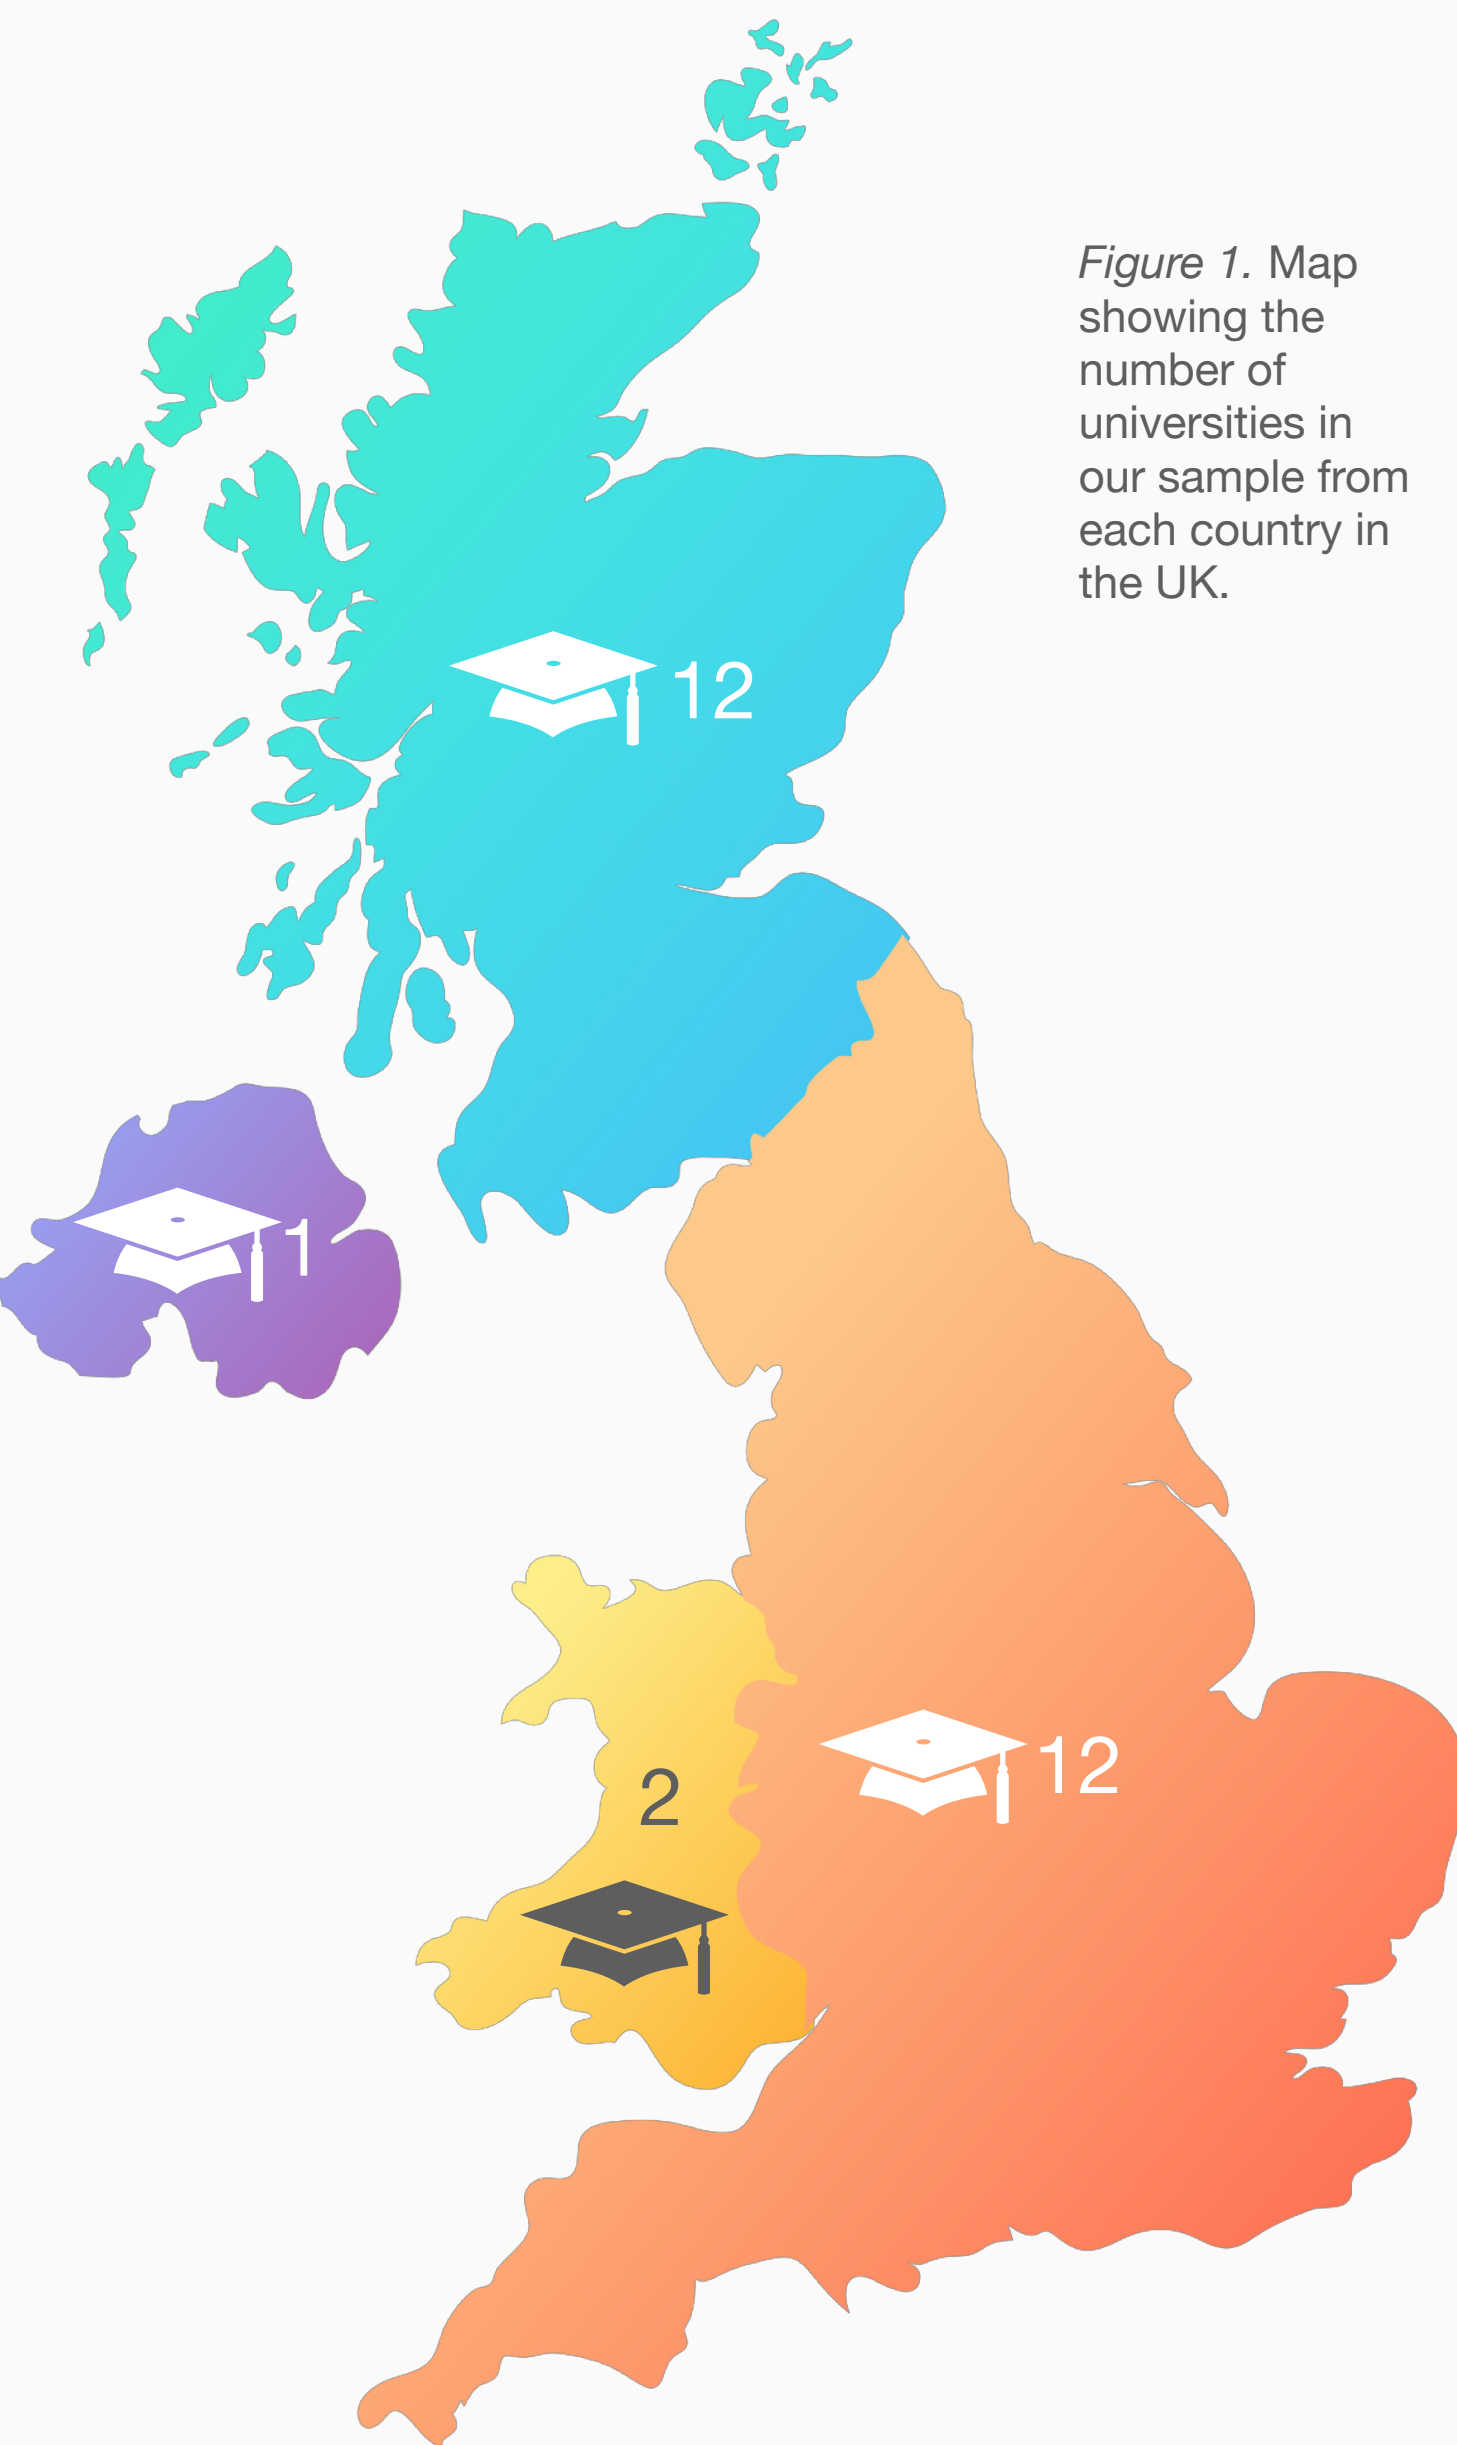 Figure 1. Map
showing the
number of
universities in
our sample from
each country in
the UK.
12
1
2
12